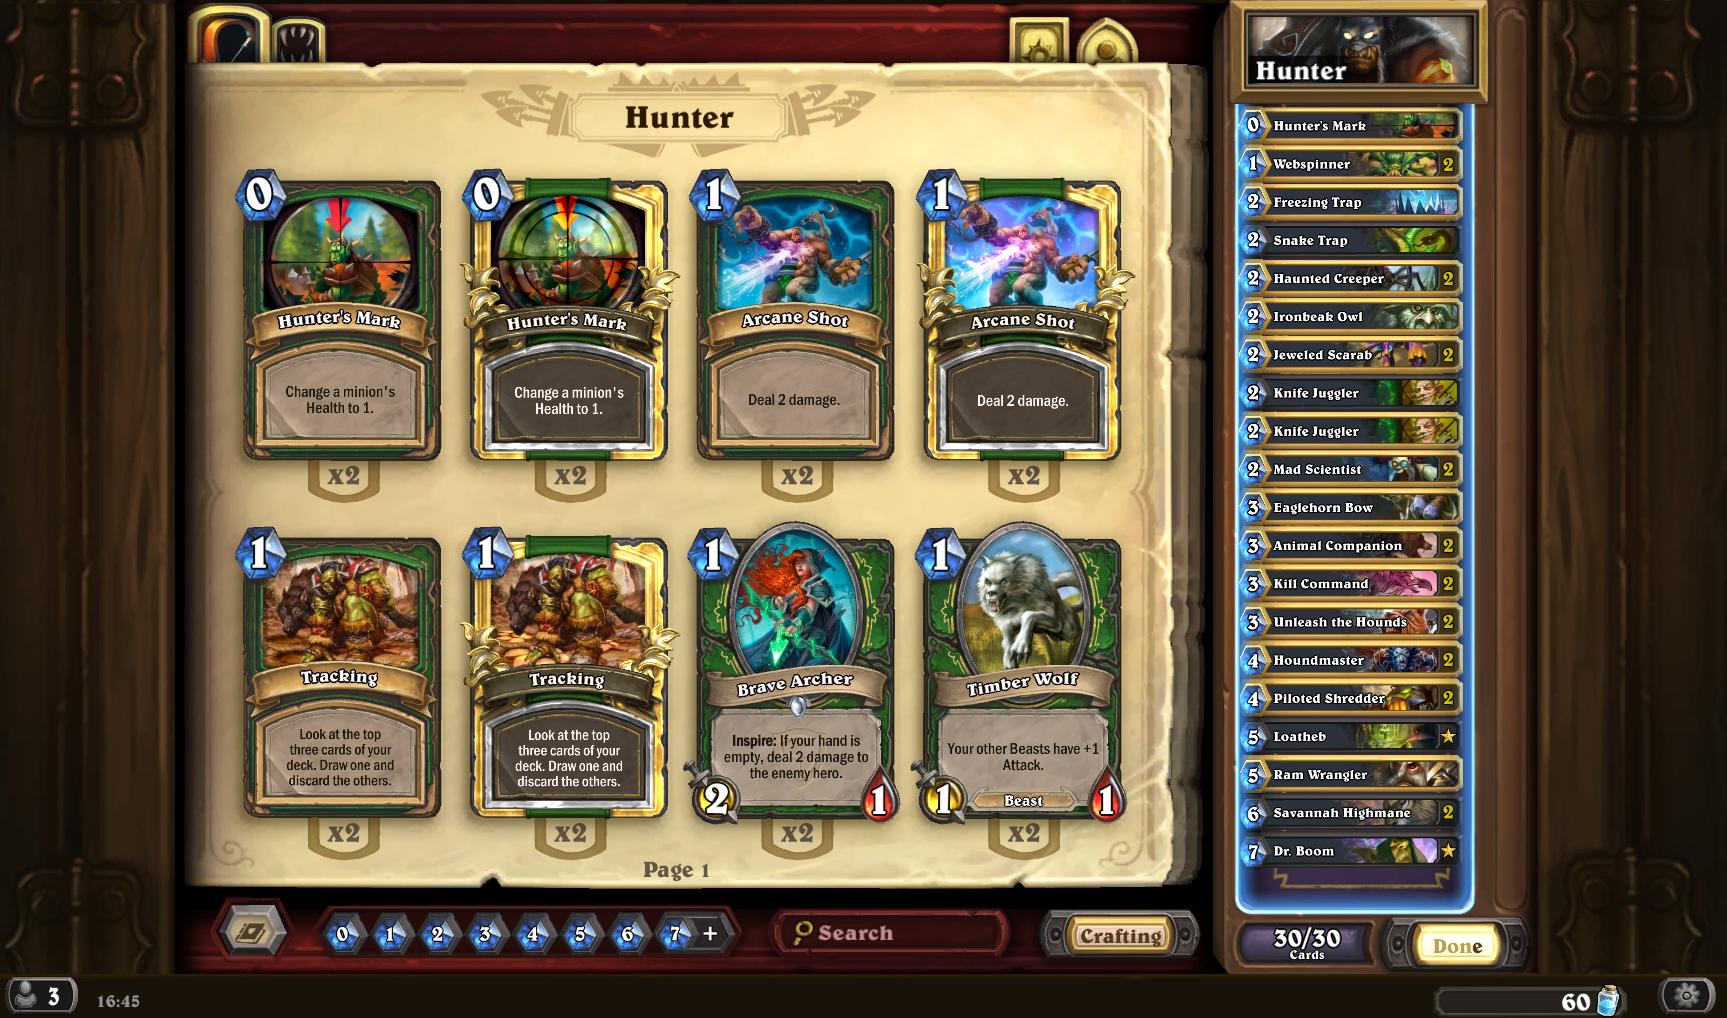 Hunter
0
Hunter's Mark
Change a minion's
Health to 1.
x2
0
Hunter's Mark
Change a minion's
Health to 1.
x2
1
Arcane Shot
Deal 2 damage.
x2
1
Arcane Shot
Deal 2 damage.
x2
1
Tracking
Look at the top
three cards of your
deck. Draw one and
discard the others.
x2
1
Tracking
Look at the top
three cards of your
deck. Draw one and
discard the others.
x2
1
Brave Archer
Inspire: If your hand is
empty, deal 2 damage to
the enemy hero.
2 1
x2
1
Timber Wolf
Your other Beasts have +1
Attack.
1 Beast 1
x2
Page 1
0 1 2 3 4 5 6 7 +
Search
Crafting
Hunter
0 Hunter's Mark
1 Webspinner 2
2 Freezing Trap
2 Snake Trap
2 Haunted Creeper 2
2 Ironbeak Owl
2 Jeweled Scarab 2
2 Knife Juggler
2 Knife Juggler
2 Mad Scientist 2
3 Eaglehorn Bow
3 Animal Companion 2
3 Kill Command 2
3 Unleash the Hounds 2
4 Houndmaster 2
4 Piloted Shredder 2
5 Loatheb
5 Ram Wrangler
6 Savannah Highmane 2
7 Dr. Boom
30/30
Cards
Done
3
16:45
60